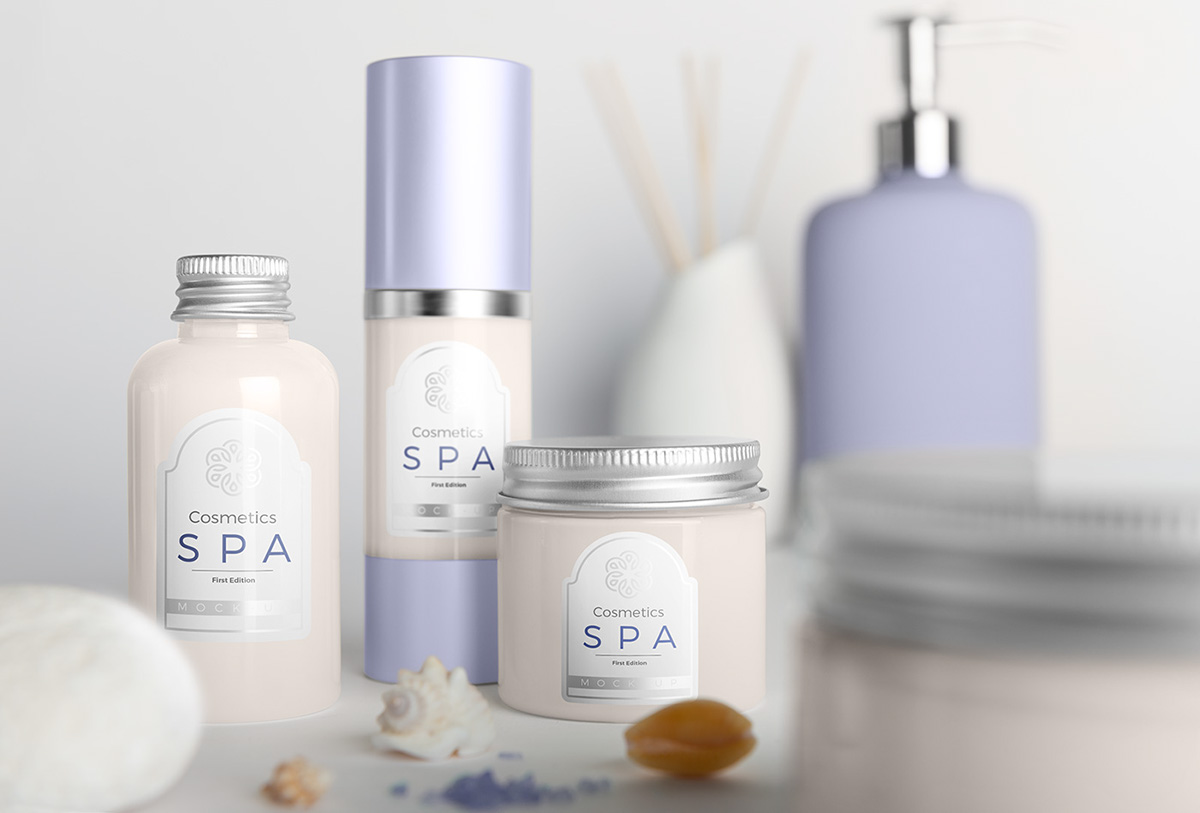 Cosmetics
SPA
First Edition
MOCKUP
Cosmetics
SPA
First Edition
Cosmetics
SPA
First Edition
MOCKUP